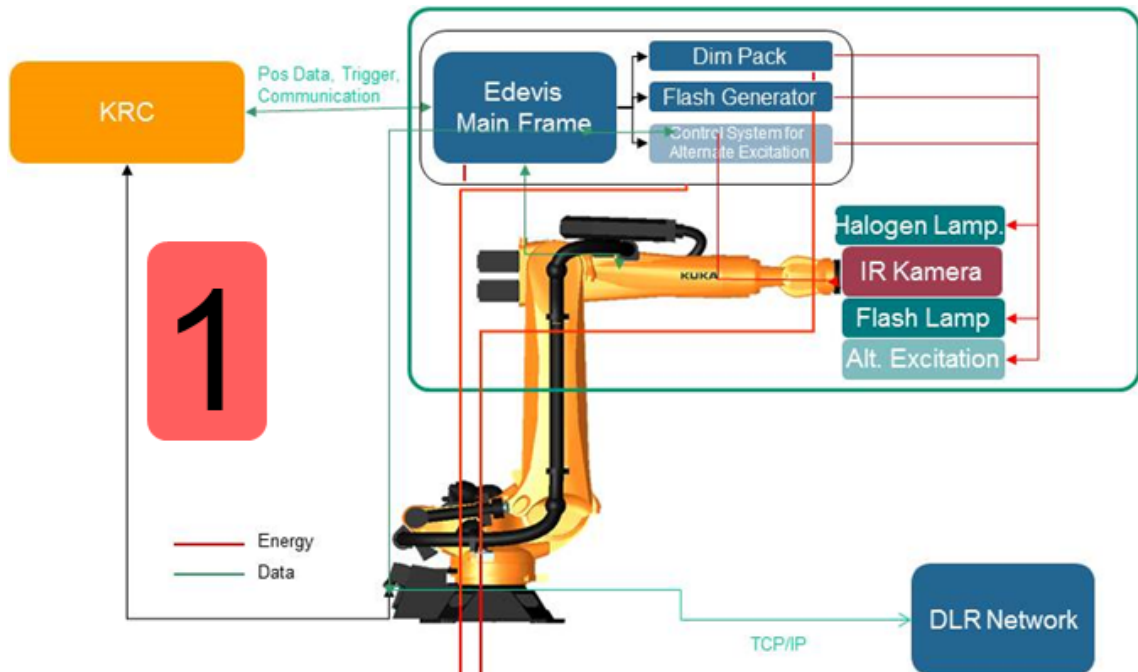 KRC
Pos Data, Trigger,
Communication
Edevis
Main Frame
Dim Pack
Flash Generator
Control System for
Alternate Excitation
Halogen Lamp.
IR Kamera
Flash Lamp
Alt. Excitation
KUKA
1
Energy
Data
TCP/IP
DLR Network